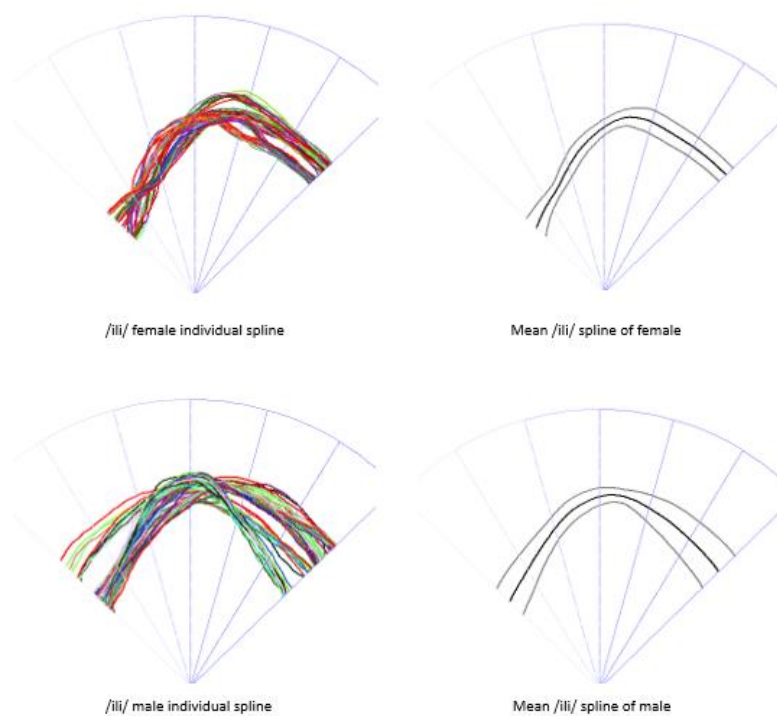 /ili/ female individual spline
Mean /ili/ spline of female
/ili/ male individual spline
Mean /ili/ spline of male